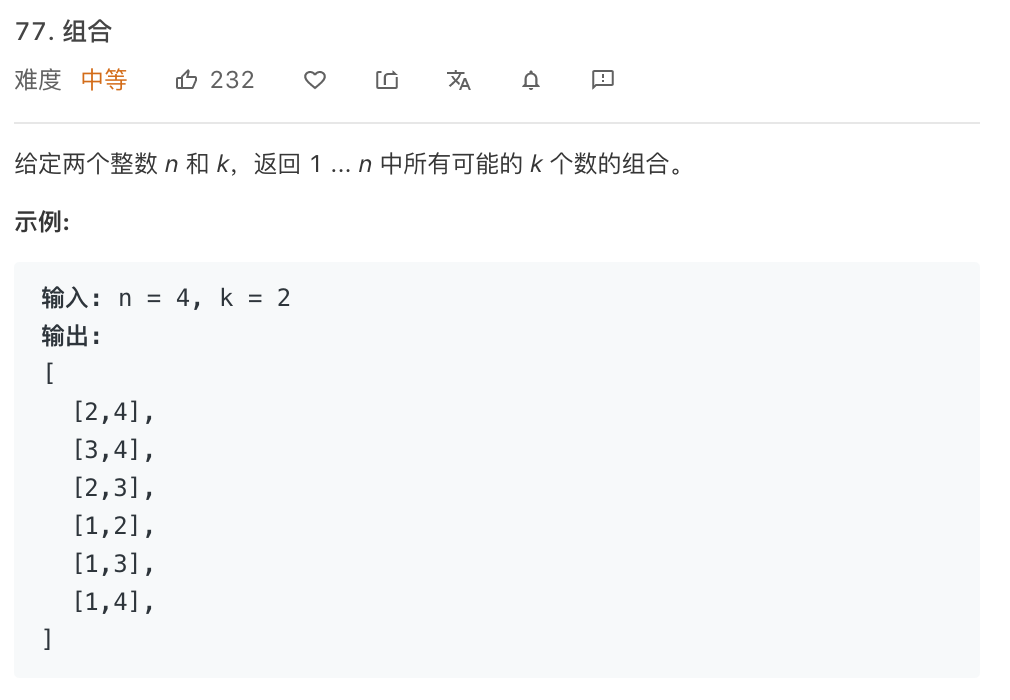 77. 组合
难度 中等 232
给定两个整数 n 和 k，返回 1 ... n 中所有可能的 k 个数的组合。
示例:
输入: n = 4, k = 2
输出:
[
  [2,4],
  [3,4],
  [2,3],
  [1,2],
  [1,3],
  [1,4],
]